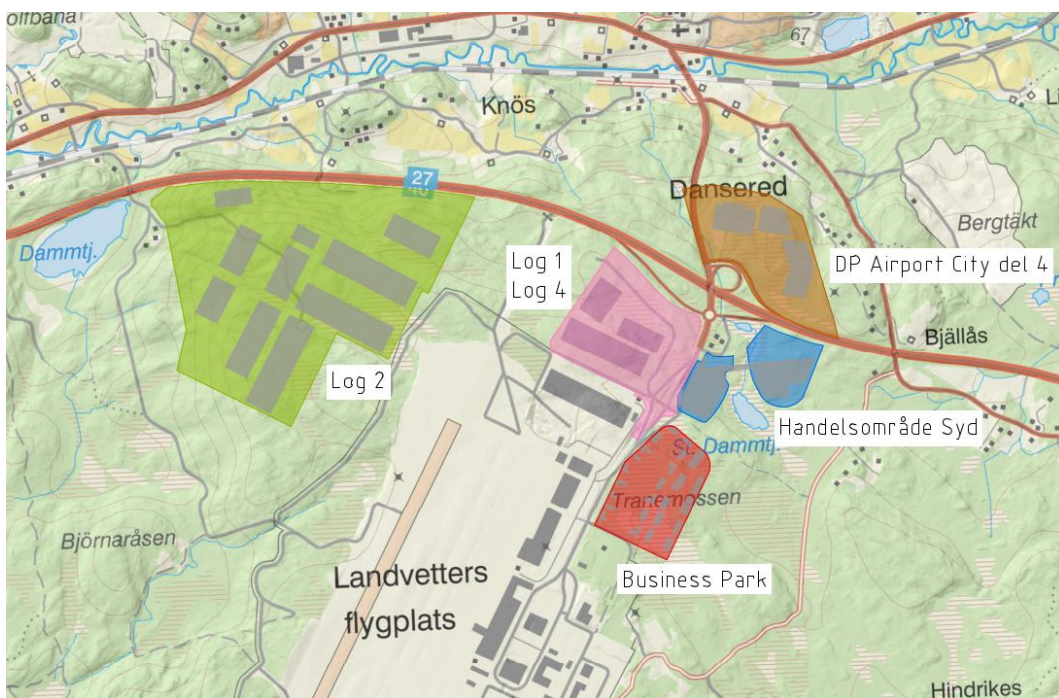 olfbana
67
Knös
Li
27
Dansered
Bergtäkt
Dammtj.
Log 1
Log 4
DP Airport City del 4
Bjällås
Log 2
Handelsområde Syd
St. Dammtj.
Tranemossen
Björnaråsen
Landvetters
flygplats
Business Park
Hindrikes